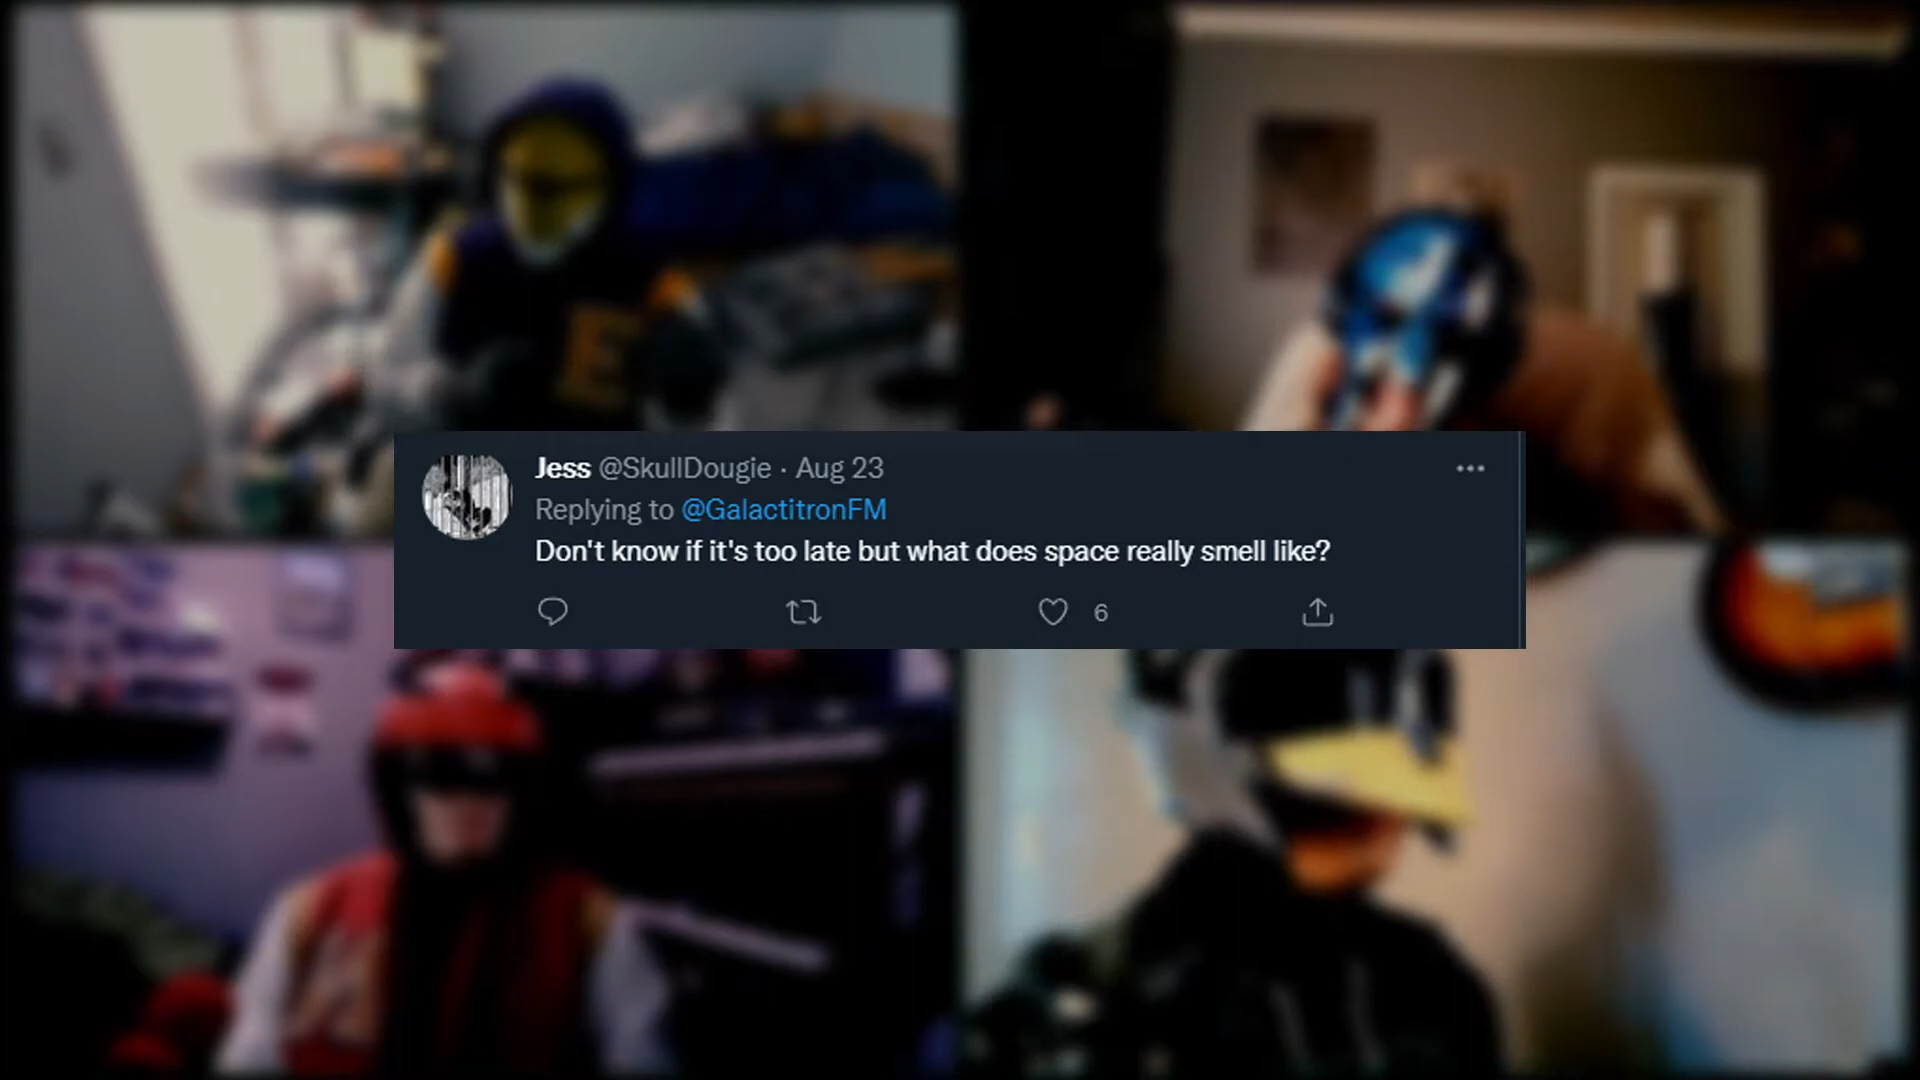 Jess @SkullDougie · Aug 23
Replying to @GalactitronFM
Don't know if it's too late but what does space really smell like?
6
E